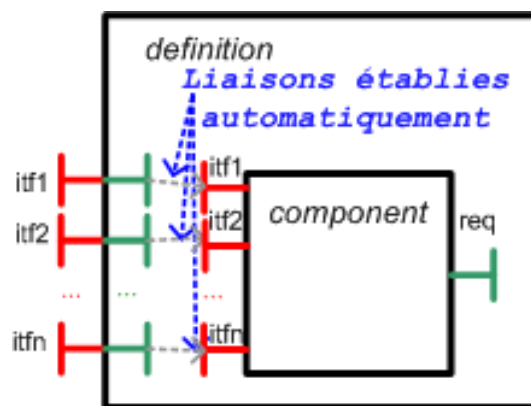 definition
Liaisons établies
automatiquement
itf1
itf1
itf2
itf2
component
req
... ... ...
itfn
itfn